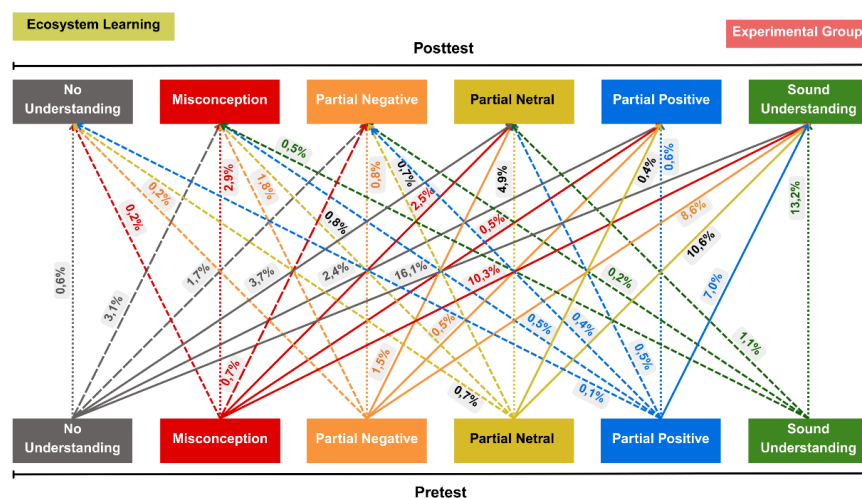 Ecosystem Learning
Experimental Group
Posttest
No Understanding
Misconception
Partial Negative
Partial Netral
Partial Positive
Sound Understanding
0,5%
0,7%
0,4%
0,6%
0,2%
2,9%
1,8%
0,8%
4,9%
13,2%
0,2%
0,8%
2,5%
0,5%
8,6%
10,6%
0,6%
3,1%
1,7%
3,7%
2,4%
16,1%
10,3%
0,2%
7,0%
0,7%
1,5%
0,5%
0,5%
0,4%
0,5%
1,1%
0,7%
0,1%
No Understanding
Misconception
Partial Negative
Partial Netral
Partial Positive
Sound Understanding
Pretest